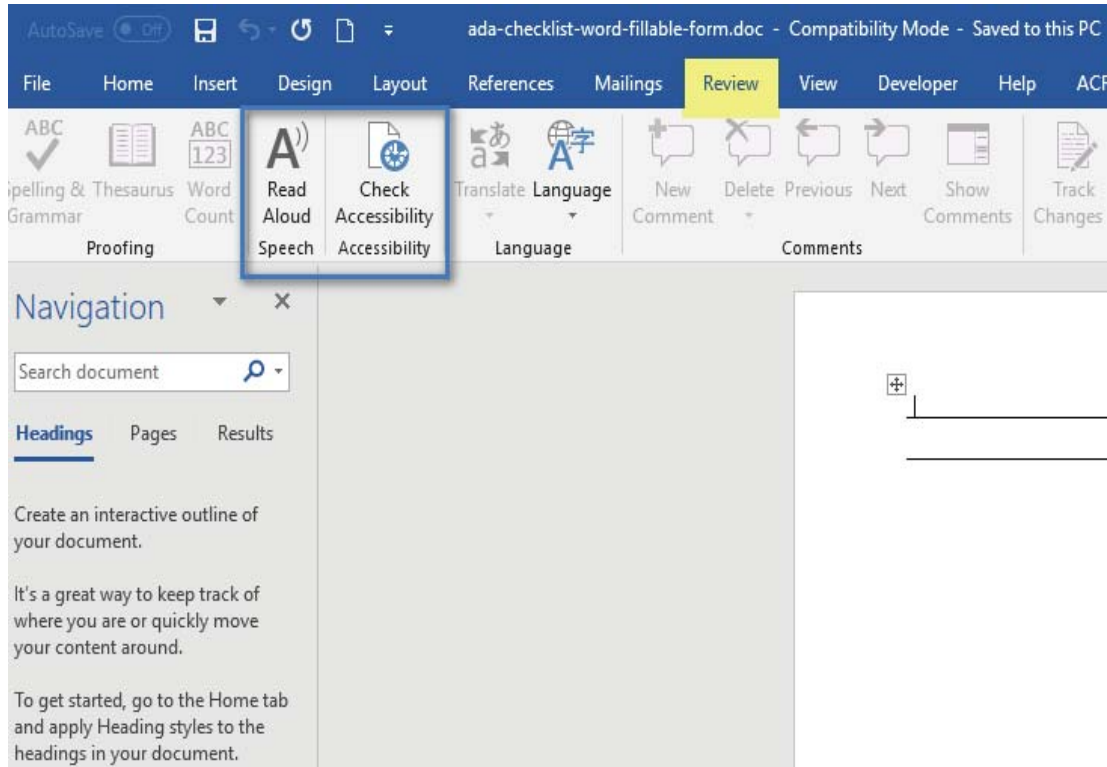 AutoSave Off ada-checklist-word-fillable-form.doc - Compatibility Mode - Saved to this PC
File Home Insert Design Layout References Mailings Review View Developer Help
ABC
ABC
123
A
あ
a
字
A
Spelling & Grammar
Thesaurus
Word Count
Read Aloud
Check Accessibility
Translate
Language
New Comment
Delete
Previous
Next
Show Comments
Track Changes
Proofing Speech Accessibility Language Comments
Navigation
Search document
Headings Pages Results
Create an interactive outline of
your document.
It's a great way to keep track of
where you are or quickly move
your content around.
To get started, go to the Home tab
and apply Heading styles to the
headings in your document.